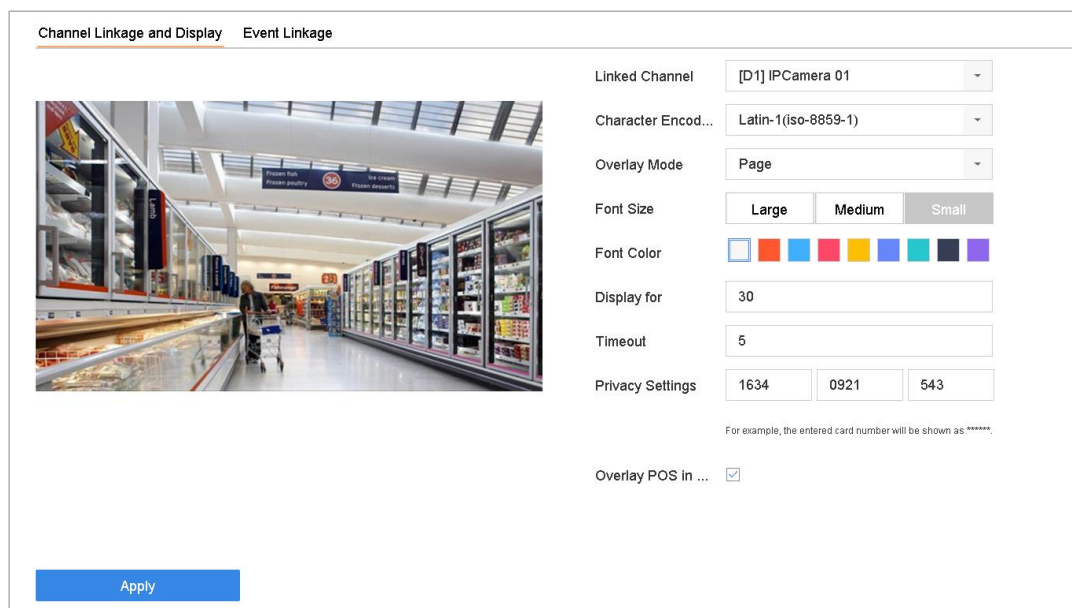 Channel Linkage and Display Event Linkage
Linked Channel [D1] IPCamera 01
Character Encod... Latin-1(iso-8859-1)
Overlay Mode Page
Font Size Large Medium Small
Font Color
Display for 30
Timeout 5
Privacy Settings 1634 0921 543
For example, the entered card number will be shown as ******.
Overlay POS in ...
Frozen fish
Frozen poultry
36
Ice cream
Frozen desserts
Lamb
Apply